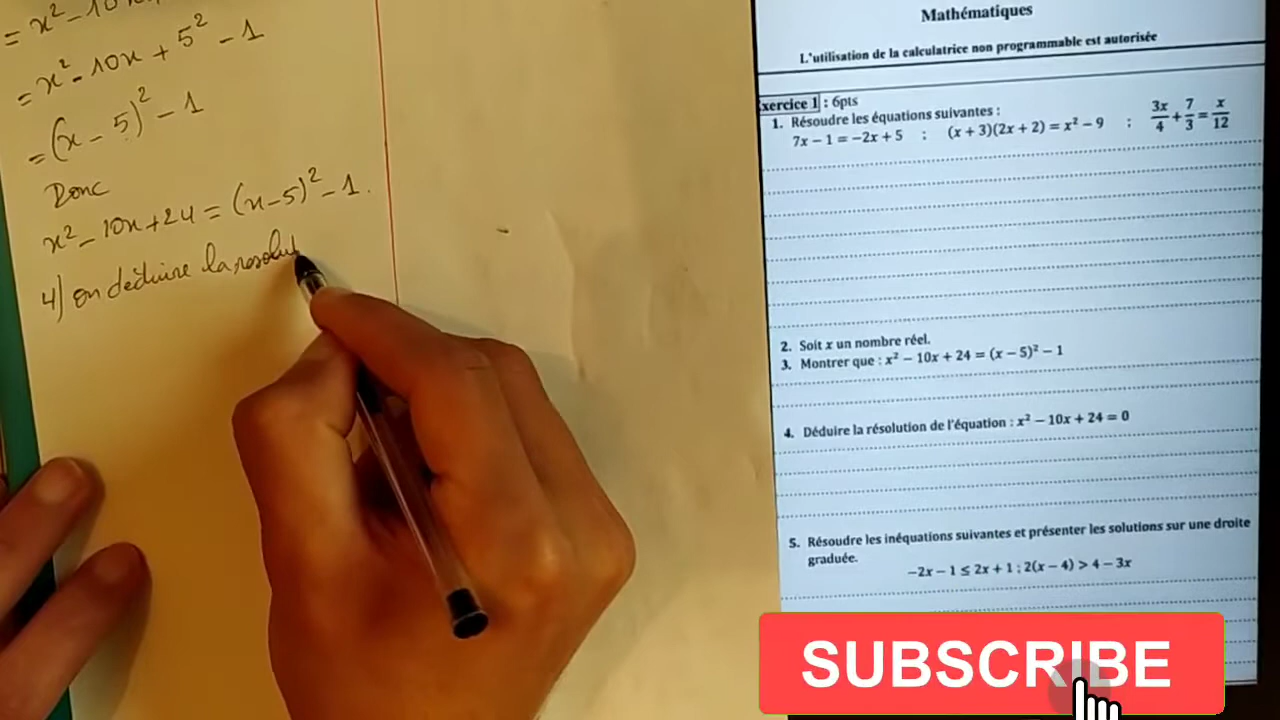 = x² - 10x
= x² - 10x + 5² - 1
= (x - 5)² - 1
Donc
x² - 10x + 24 = (x - 5)² - 1.
4) en déduire la resolu
Mathématiques
L'utilisation de la calculatrice non programmable est autorisée
Exercice 1 : 6pts
1. Résoudre les équations suivantes :
7x − 1 = −2x + 5 ; (x + 3)(2x + 2) = x² − 9 ; 3x/4 + 7/3 = x/12
2. Soit x un nombre réel.
3. Montrer que : x² − 10x + 24 = (x − 5)² − 1
4. Déduire la résolution de l'équation : x² − 10x + 24 = 0
5. Résoudre les inéquations suivantes et présenter les solutions sur une droite
graduée.
−2x − 1 ≤ 2x + 1 ; 2(x − 4) > 4 − 3x
SUBSCRIBE